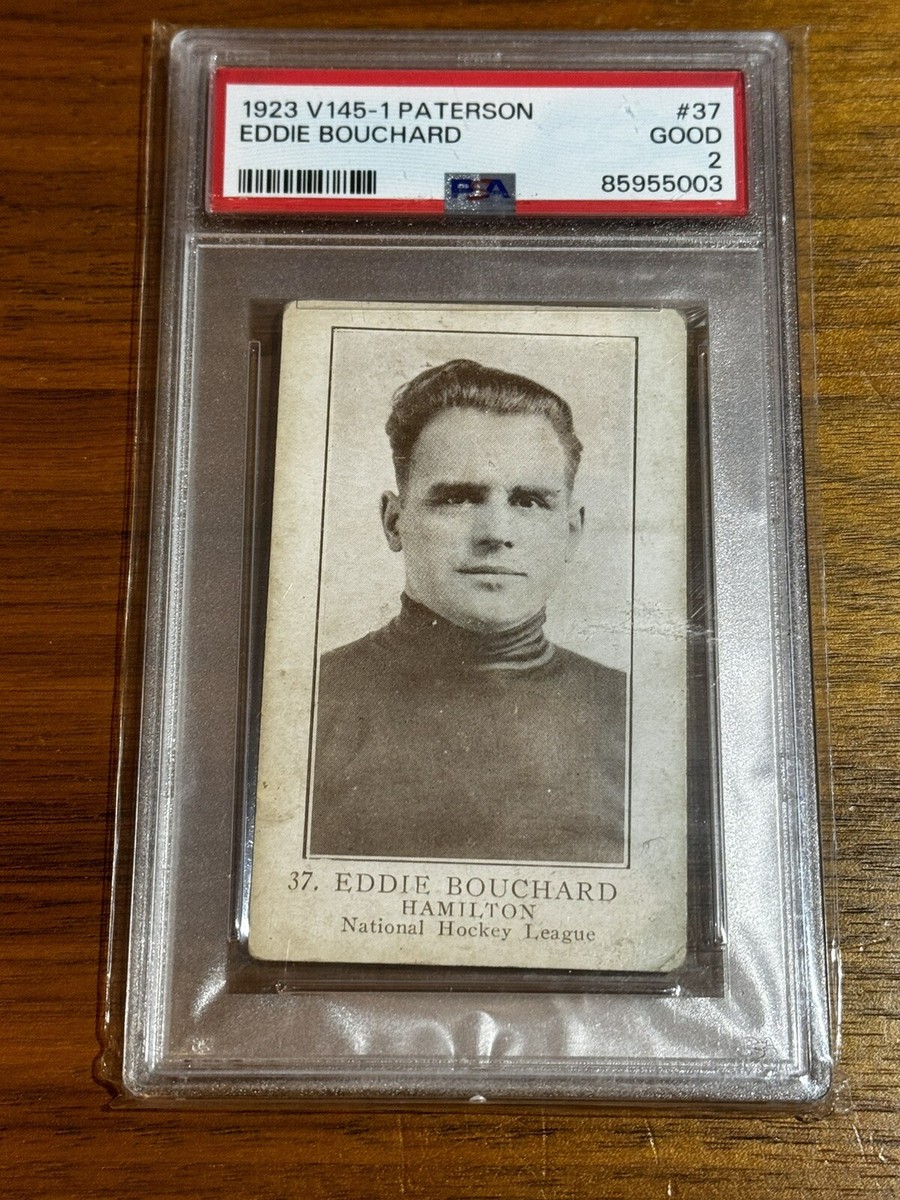 1923 V145-1 PATERSON #37
EDDIE BOUCHARD GOOD
2
PSA 85955003
37. EDDIE BOUCHARD
HAMILTON
National Hockey League